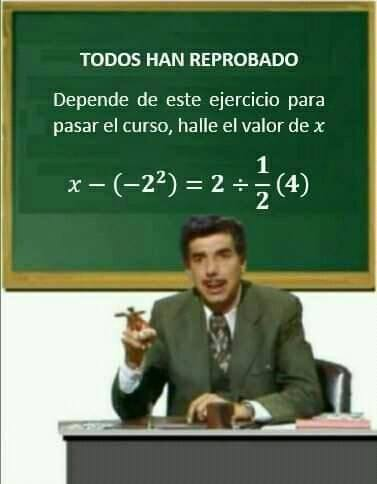 TODOS HAN REPROBADO
Depende de este ejercicio para
pasar el curso, halle el valor de x
x − (−2²) = 2 ÷ 1/2 (4)